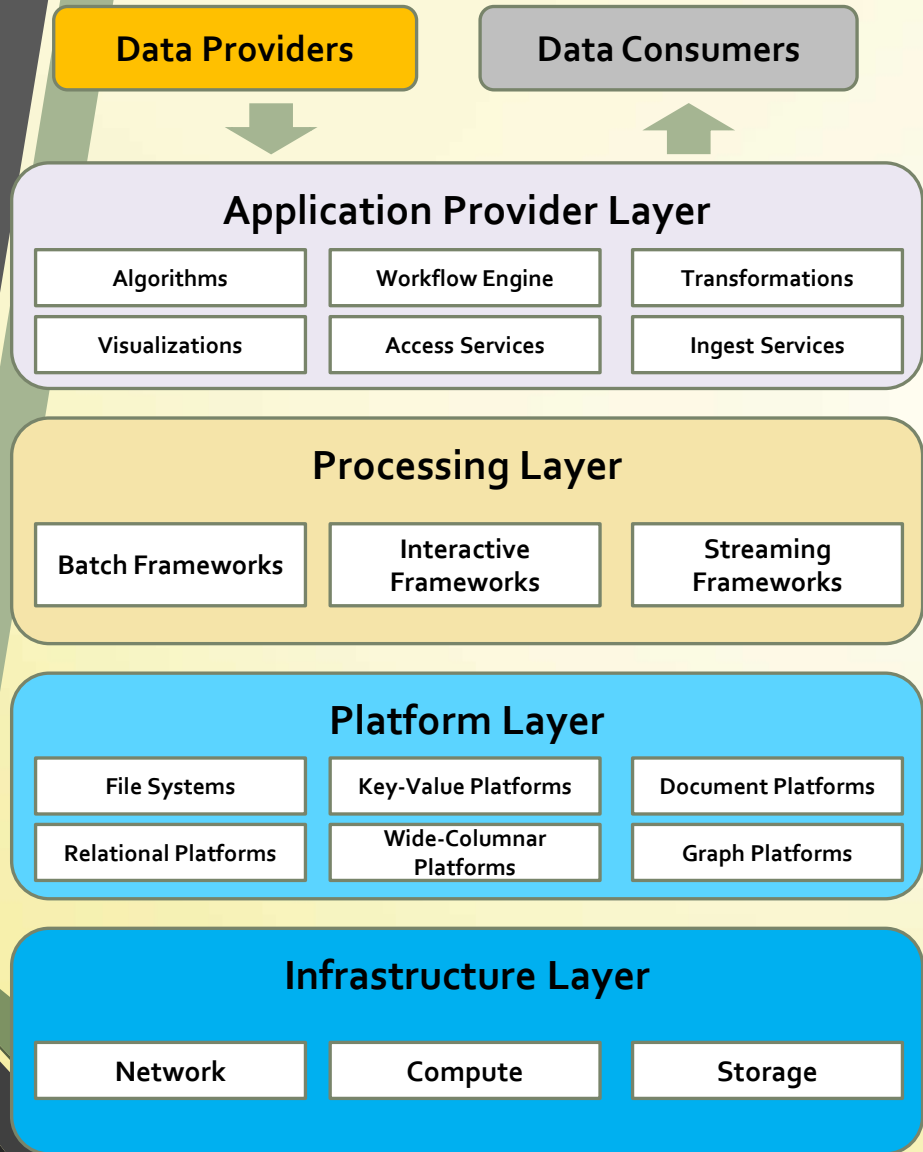 Data Providers
Data Consumers
Application Provider Layer
Algorithms
Workflow Engine
Transformations
Visualizations
Access Services
Ingest Services
Processing Layer
Batch Frameworks
Interactive
Frameworks
Streaming
Frameworks
Platform Layer
File Systems
Key-Value Platforms
Document Platforms
Relational Platforms
Wide-Columnar
Platforms
Graph Platforms
Infrastructure Layer
Network
Compute
Storage